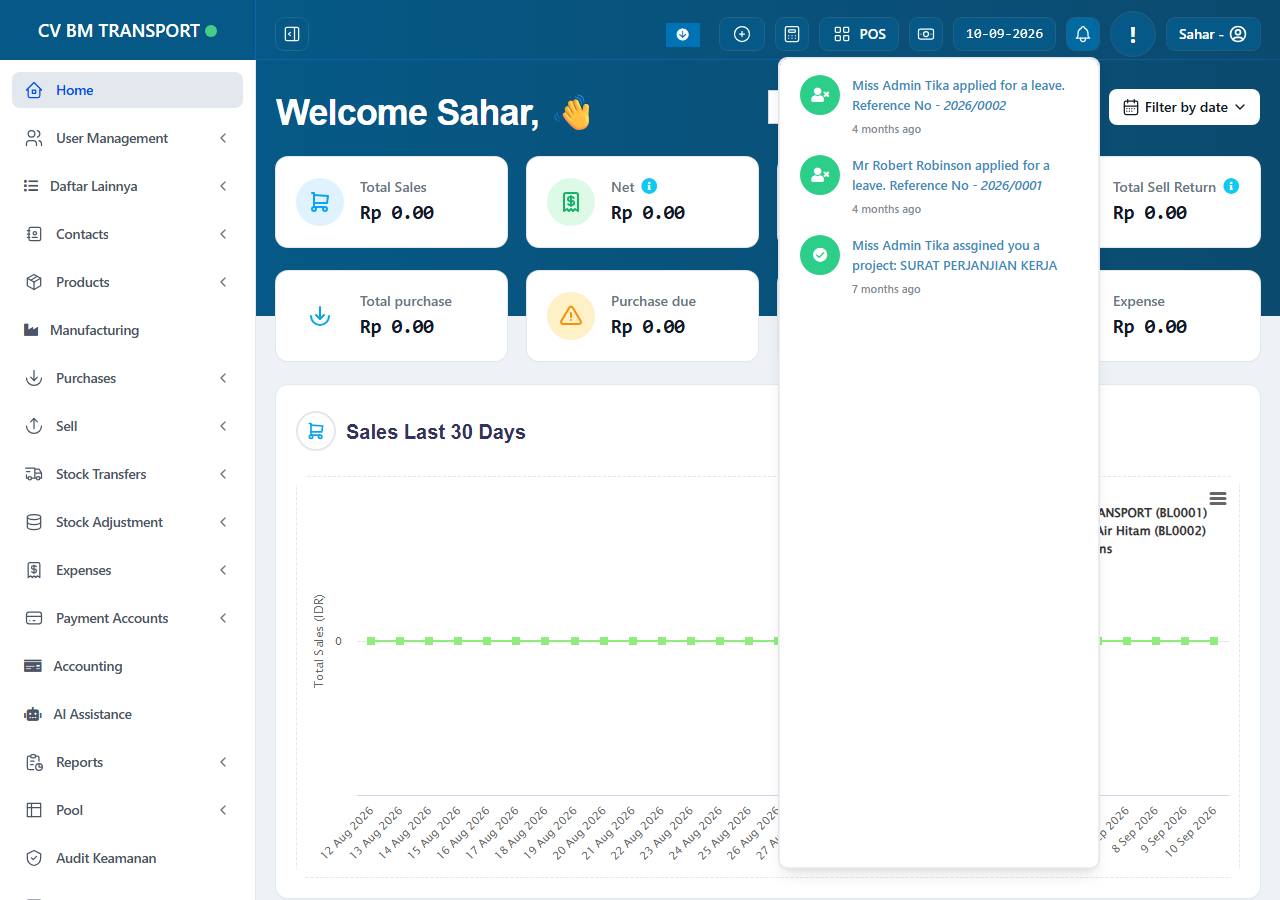 CV BM TRANSPORT
POS
10-09-2026
Sahar -
Home
User Management
Daftar Lainnya
Contacts
Products
Manufacturing
Purchases
Sell
Stock Transfers
Stock Adjustment
Expenses
Payment Accounts
Accounting
AI Assistance
Reports
Pool
Audit Keamanan
Welcome Sahar,
Filter by date
Total Sales
Rp 0.00
Net
Rp 0.00
Total Sell Return
Rp 0.00
Total purchase
Rp 0.00
Purchase due
Rp 0.00
Expense
Rp 0.00
Miss Admin Tika applied for a leave.
Reference No - 2026/0002
4 months ago
Mr Robert Robinson applied for a
leave. Reference No - 2026/0001
4 months ago
Miss Admin Tika assgined you a
project: SURAT PERJANJIAN KERJA
7 months ago
Sales Last 30 Days
ANSPORT (BL0001)
Air Hitam (BL0002)
ns
Total Sales (IDR)
0
12 Aug 2026
13 Aug 2026
14 Aug 2026
15 Aug 2026
16 Aug 2026
17 Aug 2026
18 Aug 2026
19 Aug 2026
20 Aug 2026
21 Aug 2026
22 Aug 2026
23 Aug 2026
24 Aug 2026
25 Aug 2026
26 Aug 2026
27 A
ep 2026
8 Sep 2026
9 Sep 2026
10 Sep 2026